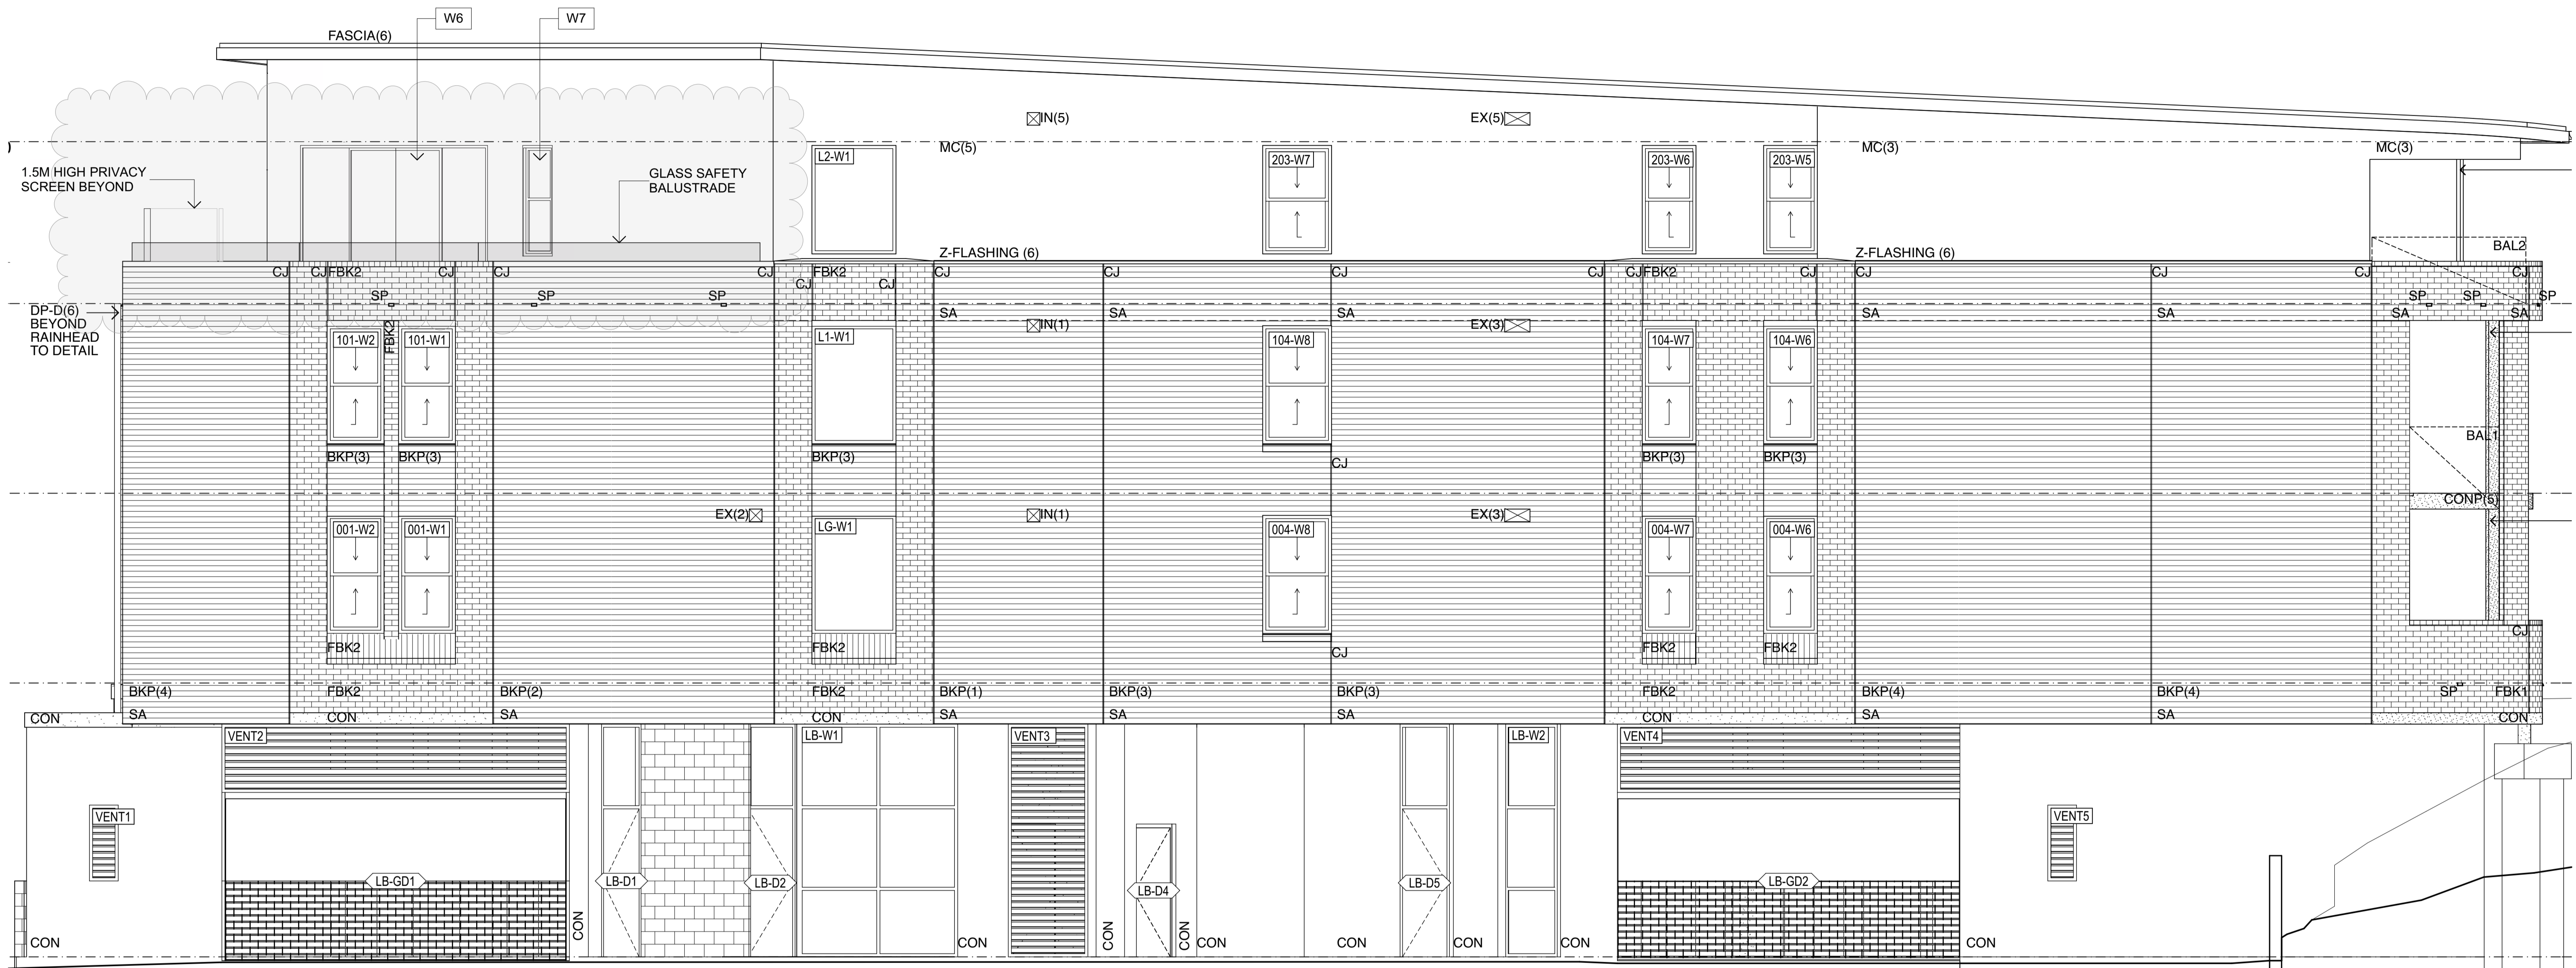 W6
W7
FASCIA(6)
IN(5)
EX(5)
)
MC(5)
MC(3)
MC(3)
L2-W1
203-W7
203-W6
203-W5
1.5M HIGH PRIVACY
SCREEN BEYOND
GLASS SAFETY
BALUSTRADE
BAL2
Z-FLASHING (6)
Z-FLASHING (6)
CJ
CJ
FBK2
CJ
CJ
CJ
FBK2
CJ
CJ
CJ
CJ
CJ
CJ
CJ
FBK2
CJ
CJ
CJ
CJ
CJ
CJ
CJ
SP
SP
SP
SP
SP
SP
DP-D(6)
BEYOND
RAINHEAD
TO DETAIL
SA
SA
SA
SA
SA
SA
SA
IN(1)
EX(3)
101-W2
FBK2
101-W1
L1-W1
104-W8
104-W7
104-W6
BAL1
BKP(3)
BKP(3)
BKP(3)
CJ
BKP(3)
BKP(3)
CONP(5)
EX(2)
IN(1)
EX(3)
001-W2
001-W1
LG-W1
004-W8
004-W7
004-W6
CJ
FBK2
FBK2
CJ
FBK2
FBK2
BKP(4)
FBK2
BKP(2)
FBK2
BKP(1)
BKP(3)
BKP(3)
FBK2
BKP(4)
BKP(4)
SP
FBK1
CON
SA
CON
SA
CON
SA
SA
SA
CON
SA
SA
CON
VENT2
LB-W1
VENT3
LB-W2
VENT4
VENT1
VENT5
LB-GD1
LB-D1
LB-D2
LB-D4
LB-D5
LB-GD2
CON
CON
CON
CON
CON
CON
CON
CON
CON
CON